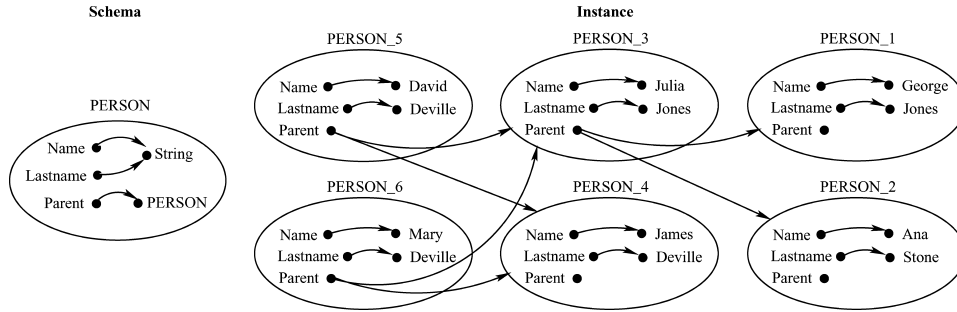 Schema
Instance
PERSON
Name
String
Lastname
Parent
PERSON
PERSON_5
Name
David
Lastname
Deville
Parent
PERSON_3
Name
Julia
Lastname
Jones
Parent
PERSON_1
Name
George
Lastname
Jones
Parent
PERSON_6
Name
Mary
Lastname
Deville
Parent
PERSON_4
Name
James
Lastname
Deville
Parent
PERSON_2
Name
Ana
Lastname
Stone
Parent